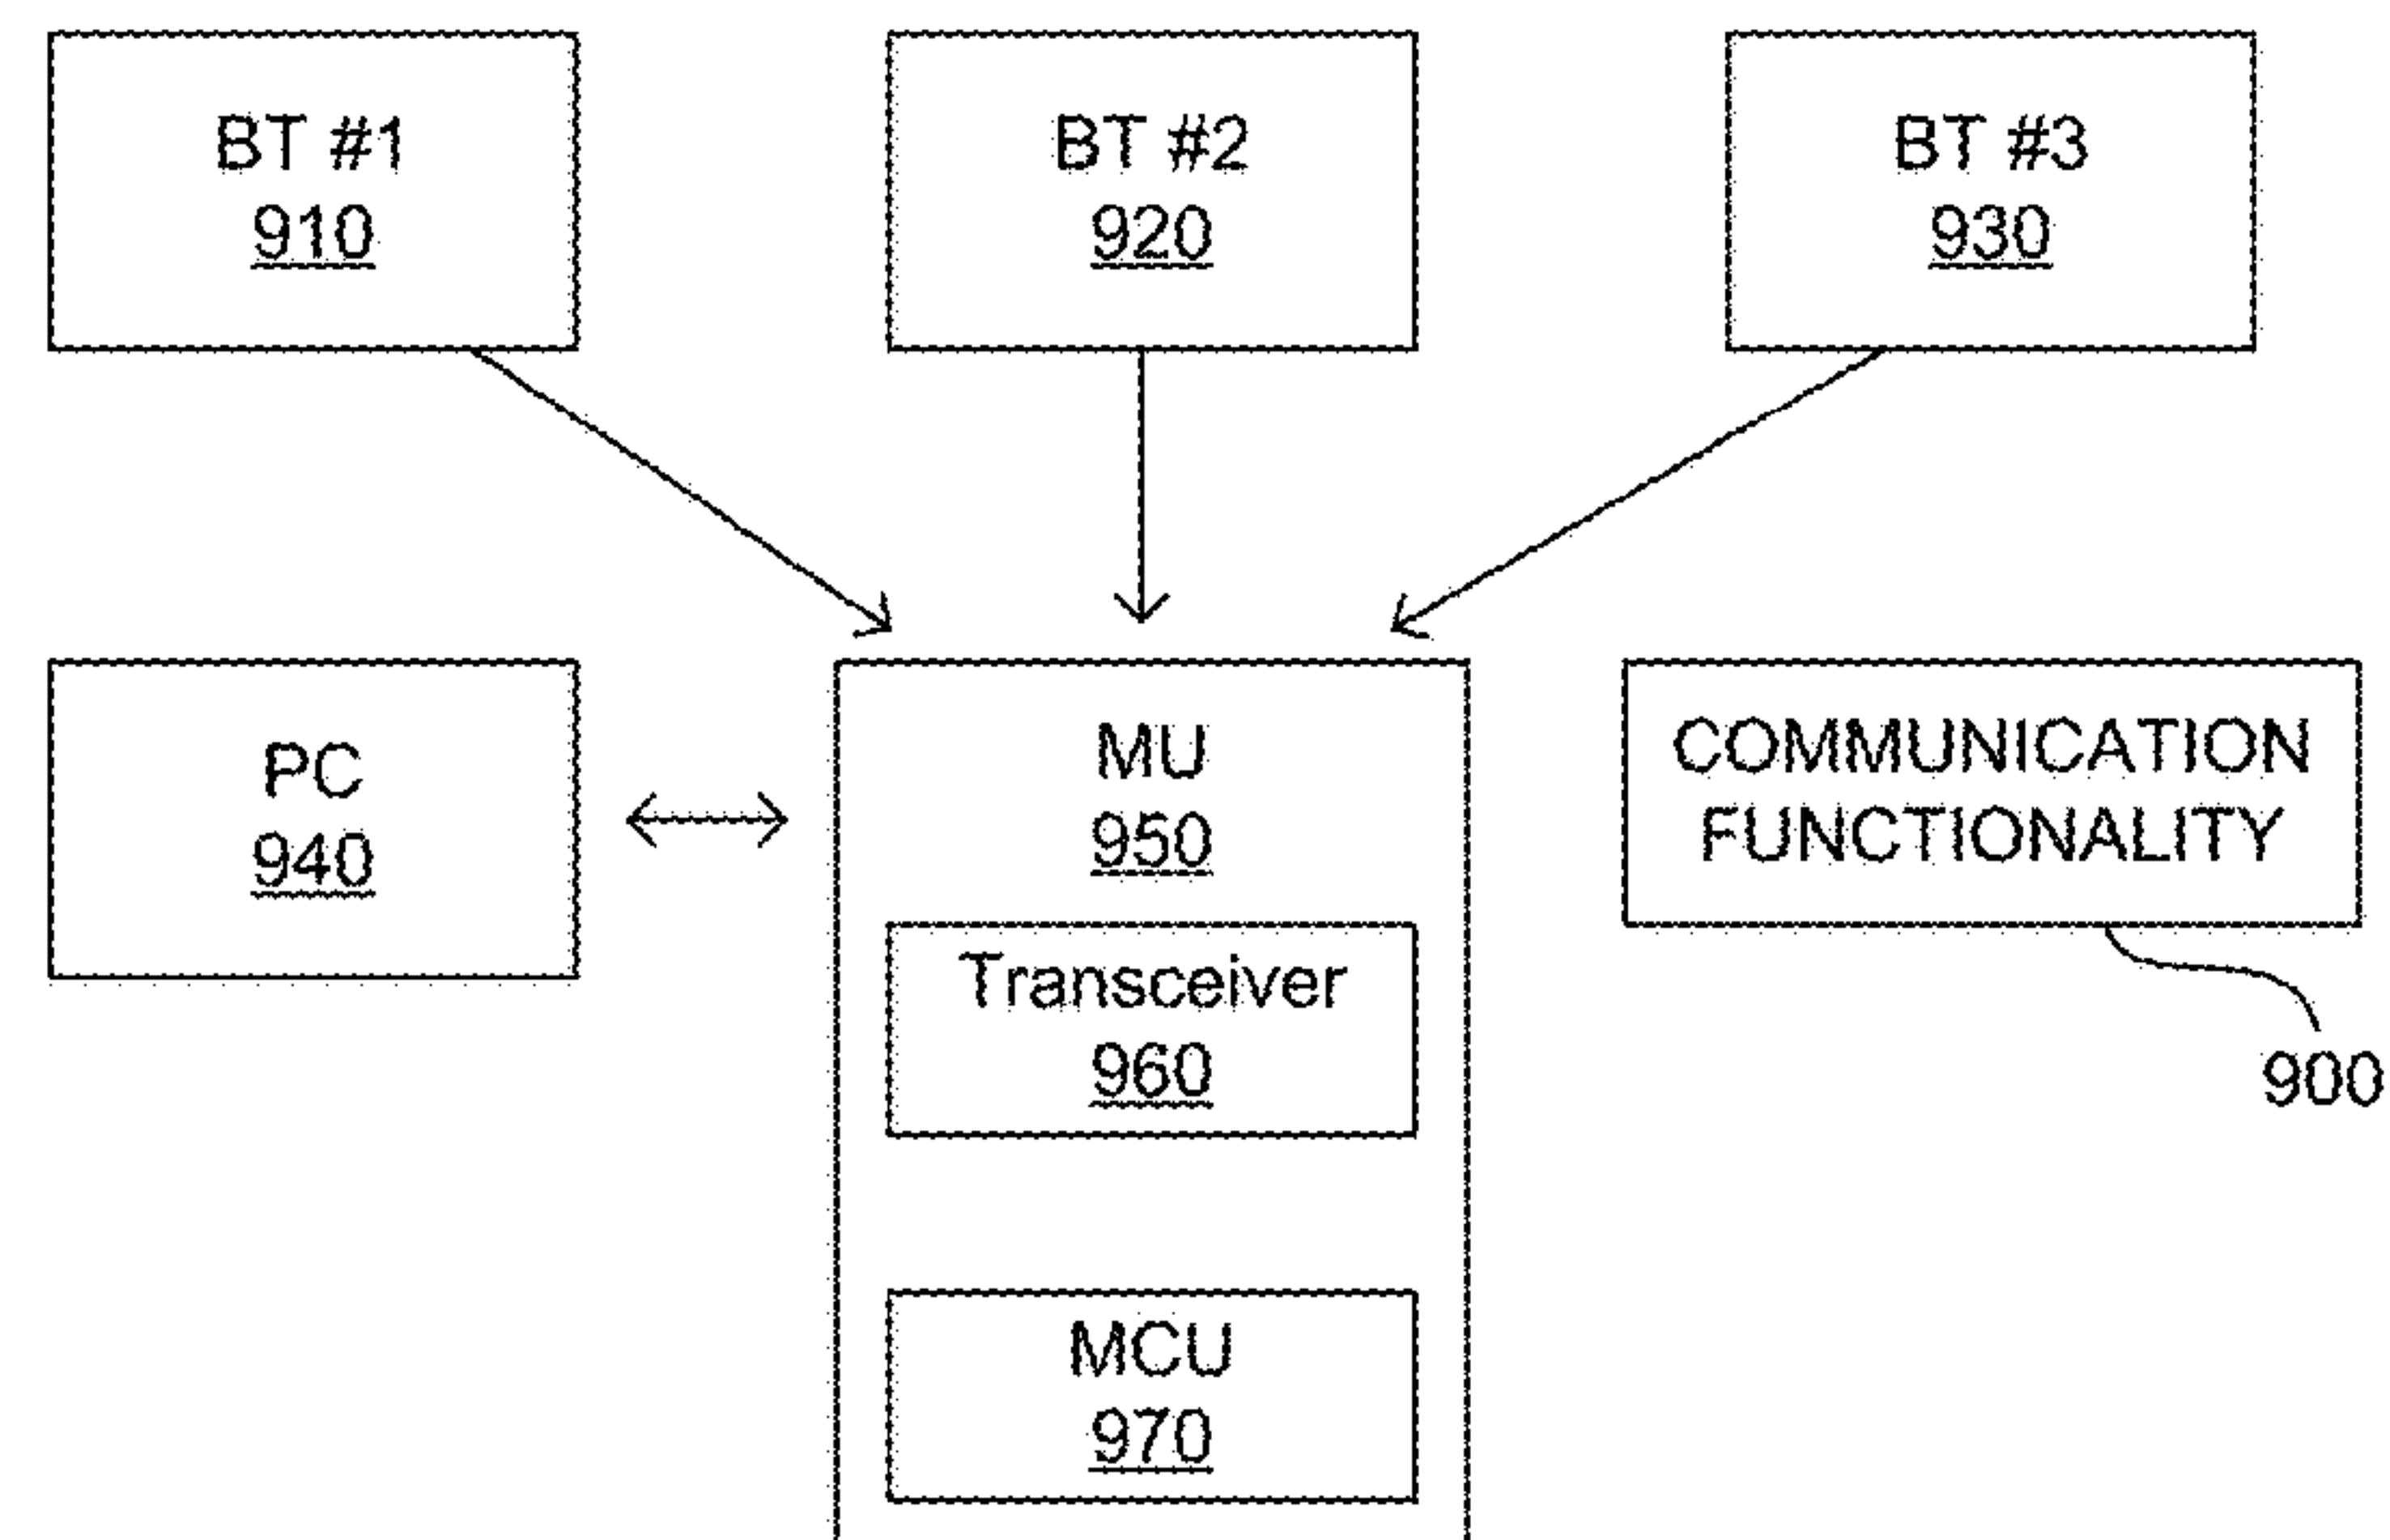 BT #1
910
BT #2
920
BT #3
930
PC
940
MU
950
COMMUNICATION
FUNCTIONALITY
900
Transceiver
960
MCU
970